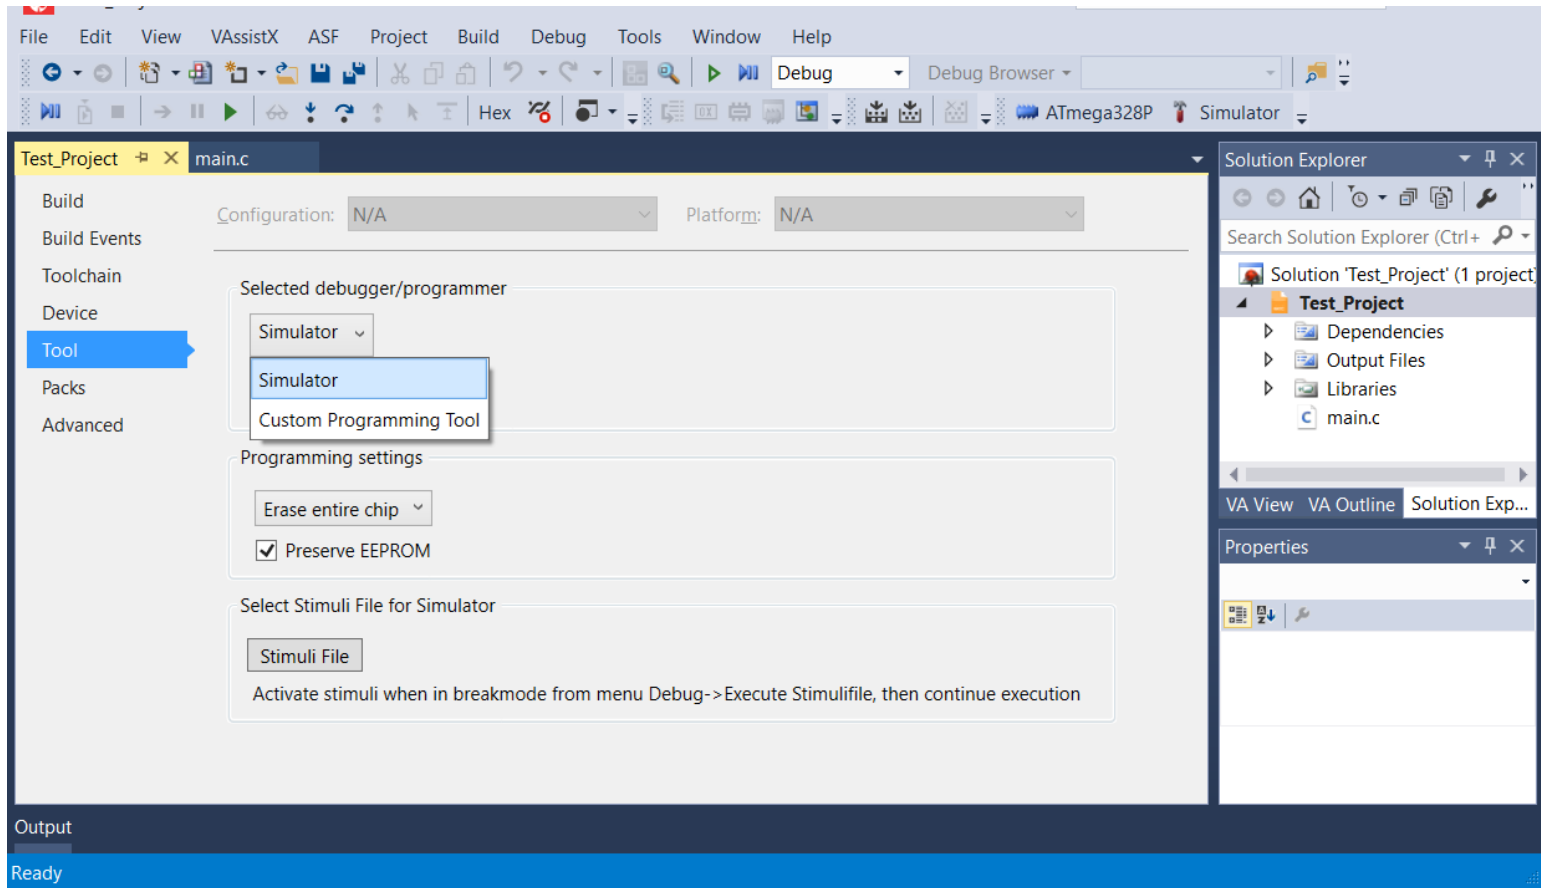 File Edit View VAssistX ASF Project Build Debug Tools Window Help
Debug Debug Browser
Hex ATmega328P Simulator
Test_Project main.c
Build
Build Events
Toolchain
Device
Tool
Packs
Advanced
Configuration: N/A Platform: N/A
Selected debugger/programmer
Simulator
Simulator
Custom Programming Tool
Programming settings
Erase entire chip
Preserve EEPROM
Select Stimuli File for Simulator
Stimuli File
Activate stimuli when in breakmode from menu Debug->Execute Stimulifile, then continue execution
Solution Explorer
Search Solution Explorer (Ctrl+
Solution 'Test_Project' (1 project
Test_Project
Dependencies
Output Files
Libraries
main.c
VA View VA Outline Solution Exp...
Properties
Output
Ready